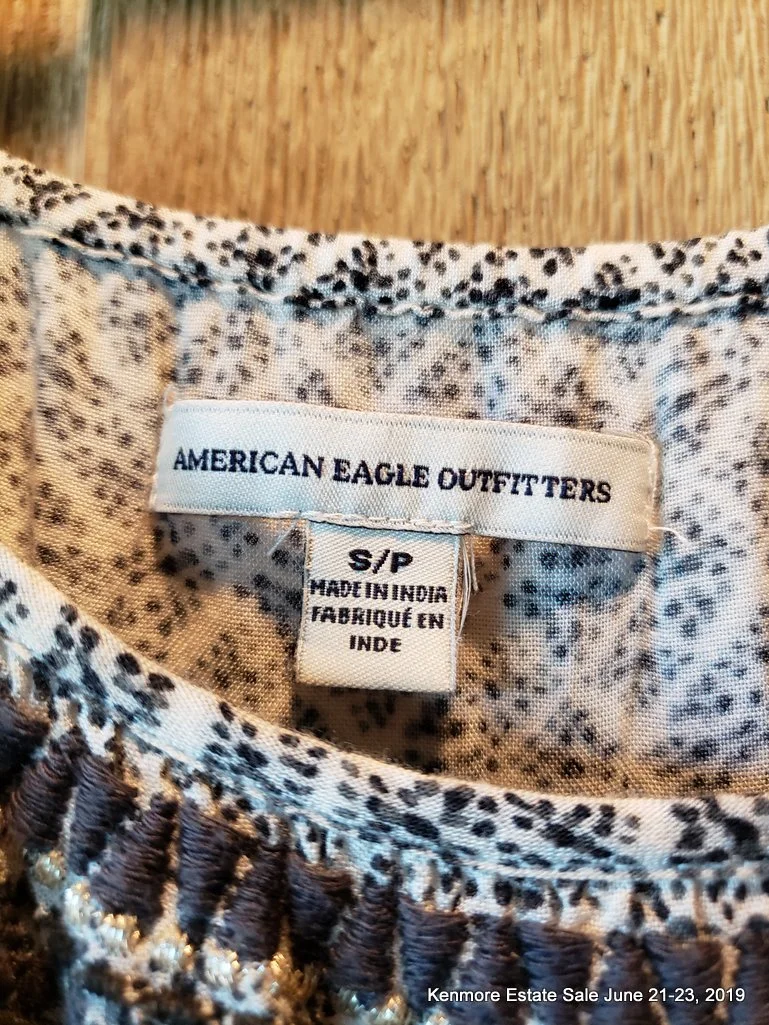 AMERICAN EAGLE OUTFITTERS
S/P
MADE IN INDIA
FABRIQUÉ EN
INDE
Kenmore Estate Sale June 21-23, 2019